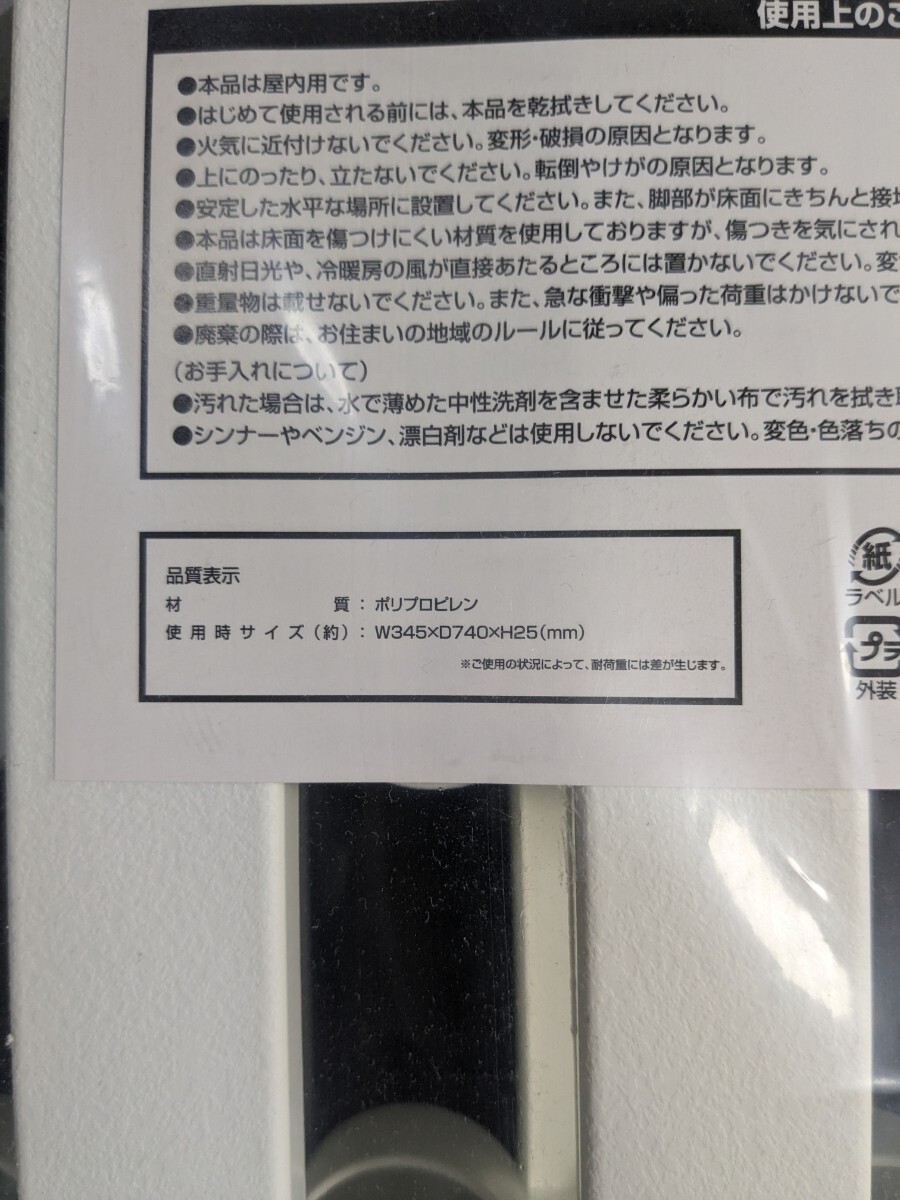 使用上のご
●本品は屋内用です。
●はじめて使用される前には、本品を乾拭きしてください。
●火気に近付けないでください。変形・破損の原因となります。
●上にのったり、立たないでください。転倒やけがの原因となります。
●安定した水平な場所に設置してください。また、脚部が床面にきちんと接地
●本品は床面を傷つけにくい材質を使用しておりますが、傷つきを気にされ
●直射日光や、冷暖房の風が直接あたるところには置かないでください。変
●重量物は載せないでください。また、急な衝撃や偏った荷重はかけないで
●廃棄の際は、お住まいの地域のルールに従ってください。
(お手入れについて)
●汚れた場合は、水で薄めた中性洗剤を含ませた柔らかい布で汚れを拭き取
●シンナーやベンジン、漂白剤などは使用しないでください。変色・色落ちの
紙
ラベル
プラ
外装
品質表示
材質：ポリプロピレン
使用時サイズ(約)：W345×D740×H25(mm)
※ご使用の状況によって、耐荷重には差が生じます。